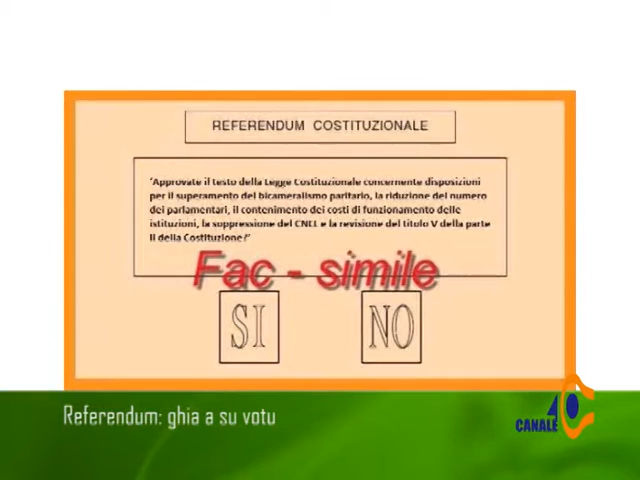 REFERENDUM COSTITUZIONALE
"Approvate il testo della Legge Costituzionale concernente disposizioni
per il superamento del bicameralismo paritario, la riduzione del numero
dei parlamentari, il contenimento dei costi di funzionamento delle
istituzioni, la soppressione del CNEL e la revisione del titolo V della parte
II della Costituzione?"
Fac - simile
SI NO
Referendum: ghia a su votu
CANALE 40